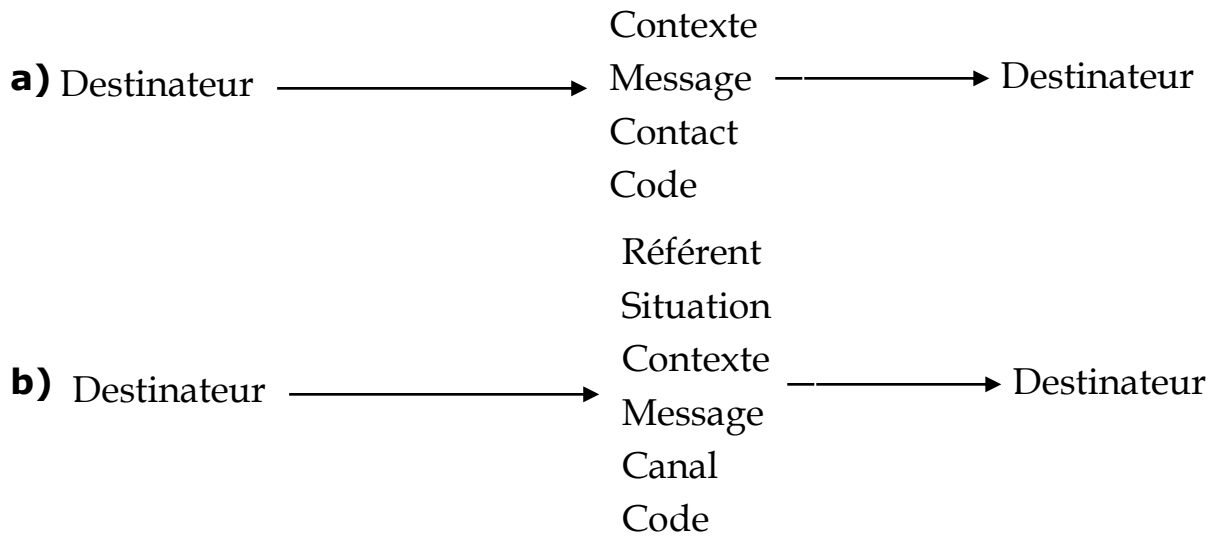 Contexte
a) Destinateur Message Destinateur
Contact
Code
Référent
Situation
Contexte
b) Destinateur Message Destinateur
Canal
Code